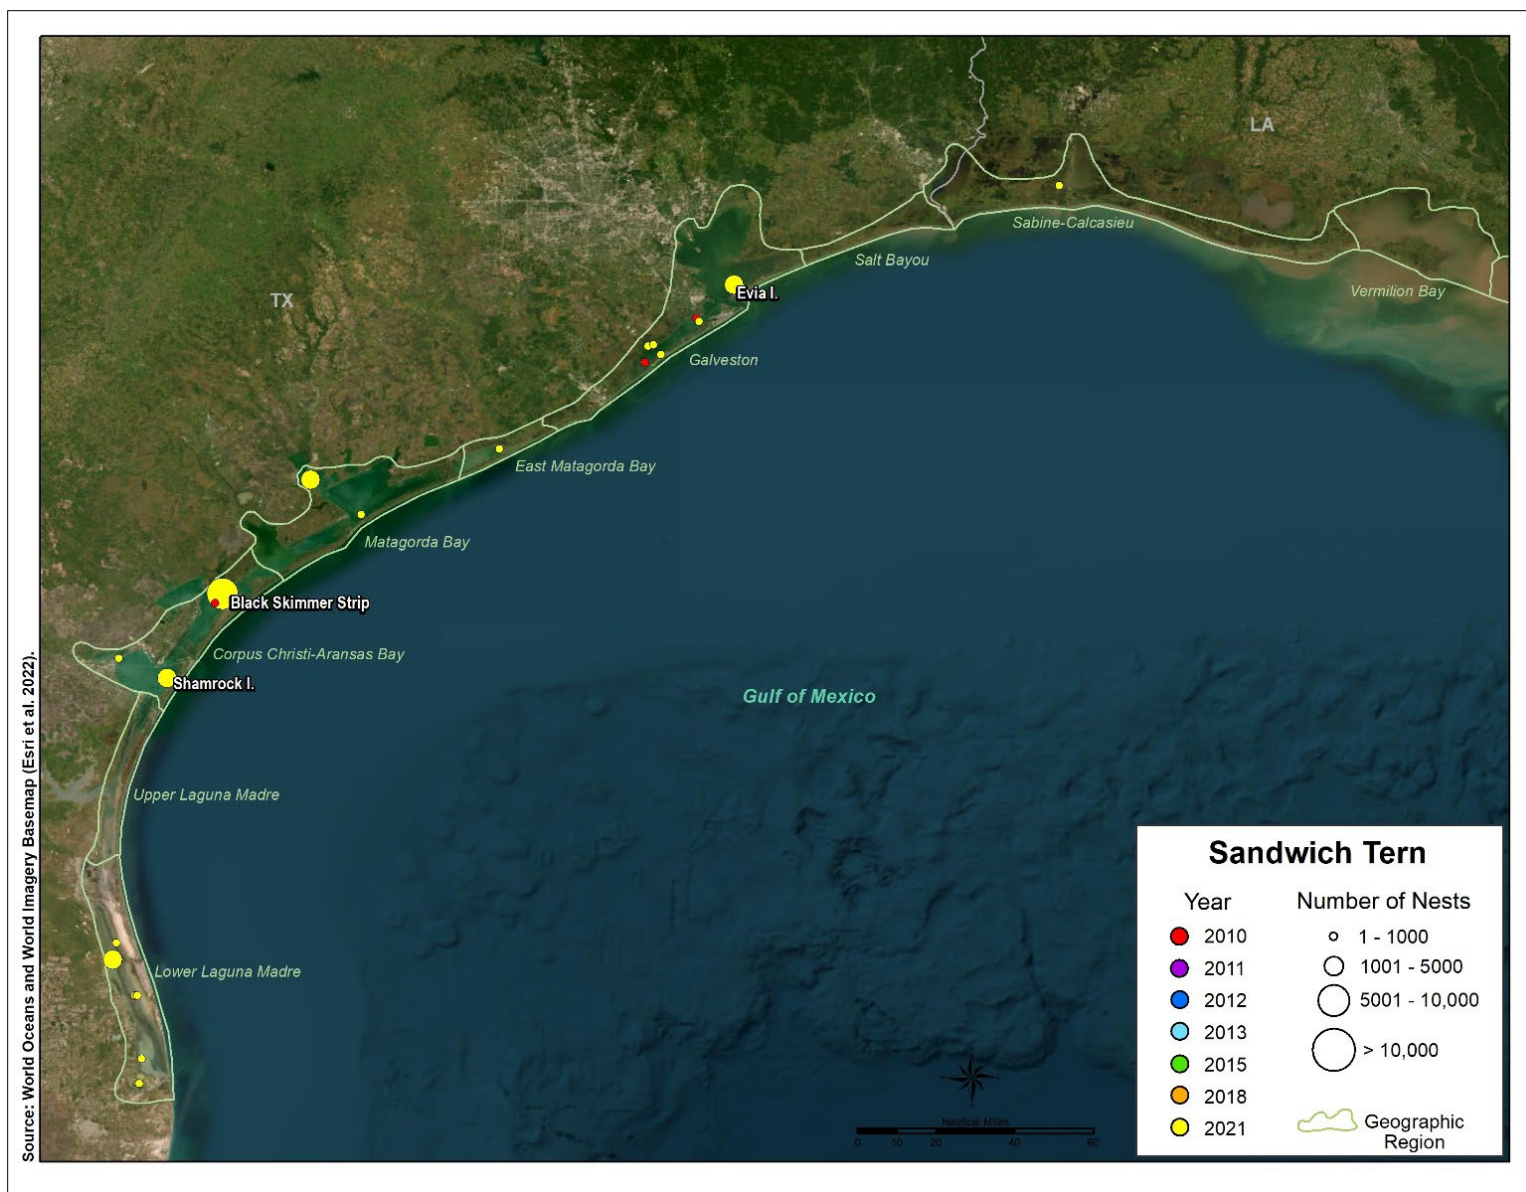 LA
TX
Sabine-Calcasieu
Salt Bayou
Vermilion Bay
Evia I.
Galveston
East Matagorda Bay
Matagorda Bay
Black Skimmer Strip
Corpus Christi-Aransas Bay
Shamrock I.
Gulf of Mexico
Upper Laguna Madre
Lower Laguna Madre
Source: World Oceans and World Imagery Basemap (Esri et al. 2022).
Nautical Miles
0 10 20 40 60
Sandwich Tern
Year
2010
2011
2012
2013
2015
2018
2021
Number of Nests
1 - 1000
1001 - 5000
5001 - 10,000
> 10,000
Geographic
Region